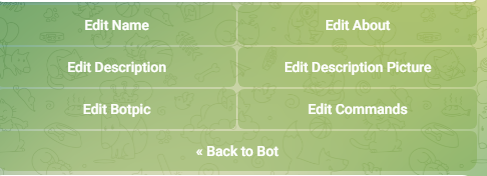 Edit Name
Edit About
Edit Description
Edit Description Picture
Edit Botpic
Edit Commands
« Back to Bot